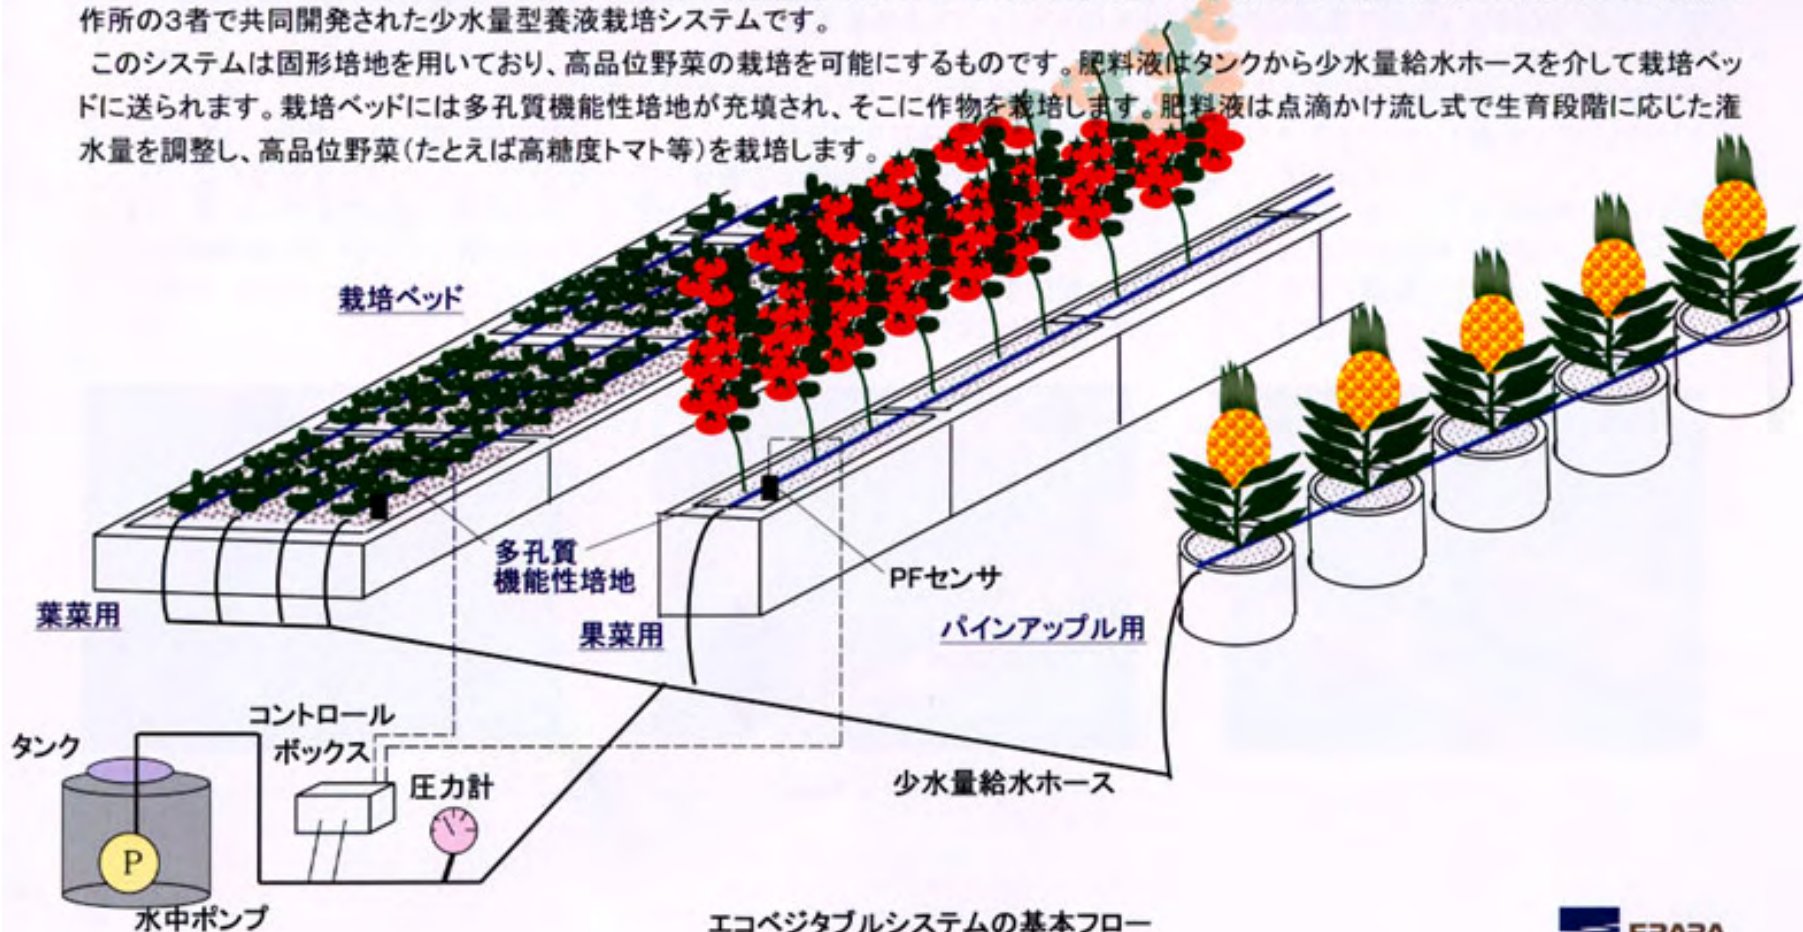 作所の3者で共同開発された少水量型養液栽培システムです。
このシステムは固形培地を用いており、高品位野菜の栽培を可能にするものです。肥料液はタンクから少水量給水ホースを介して栽培ベッ
ドに送られます。栽培ベッドには多孔質機能性培地が充填され、そこに作物を栽培します。肥料液は点滴かけ流し式で生育段階に応じた潅
水量を調整し、高品位野菜(たとえば高糖度トマト等)を栽培します。
栽培ベッド
多孔質
機能性培地
PFセンサ
葉菜用
果菜用
パインアップル用
コントロール
ボックス
タンク
圧力計
少水量給水ホース
P
水中ポンプ
エコベジタブルシステムの基本フロー
EBARA